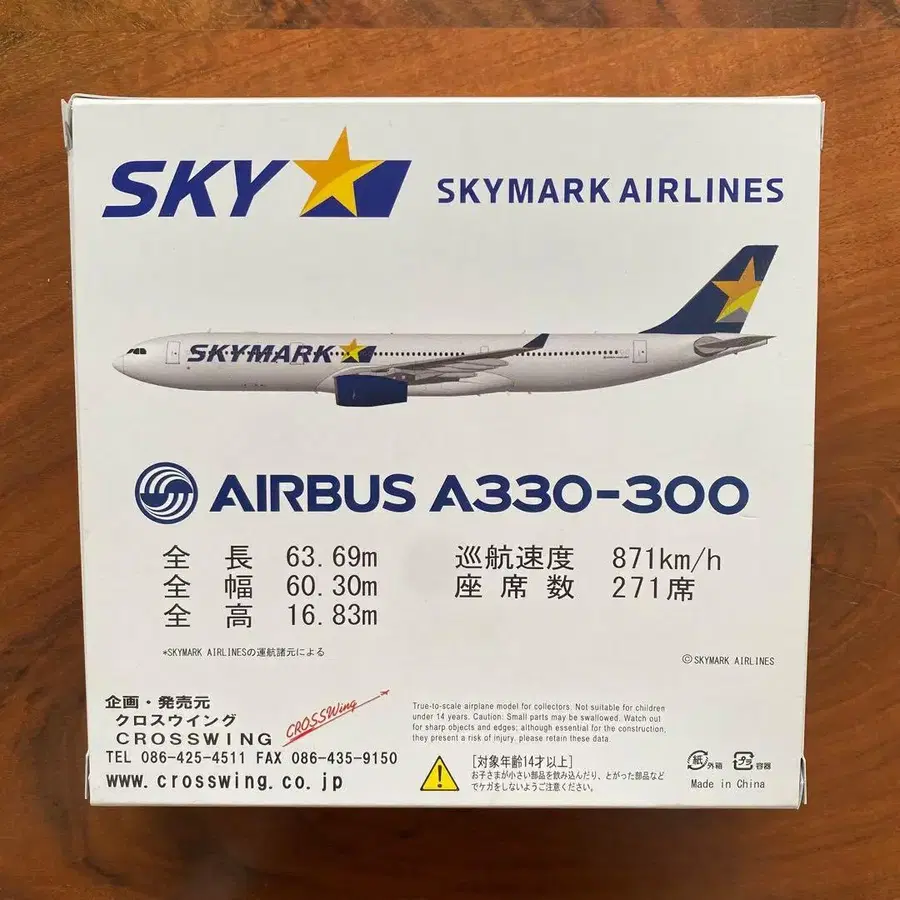 SKY
SKYMARK AIRLINES
SKYMARK
AIRBUS A330-300
全長 63.69m 巡航速度 871km/h
全幅 60.30m 座席数 271席
全高 16.83m
*SKYMARK AIRLINESの運航諸元による
©SKYMARK AIRLINES
企画・発売元
クロスウイング
CROSSWING
CROSSWing
TEL 086-425-4511 FAX 086-435-9150
www.crosswing.co.jp
True-to-scale airplane model for collectors. Not suitable for children
under 14 years. Caution: Small parts may be swallowed. Watch out
for sharp objects and edges; although essential for the construction,
they present a risk of injury. please retain these data.
[対象年齢14才以上]
お子さまが小さい部品を飲み込んだり、とがった部品など
でケガをしないようご注意ください。
紙 外箱 プラ 容器
Made in China